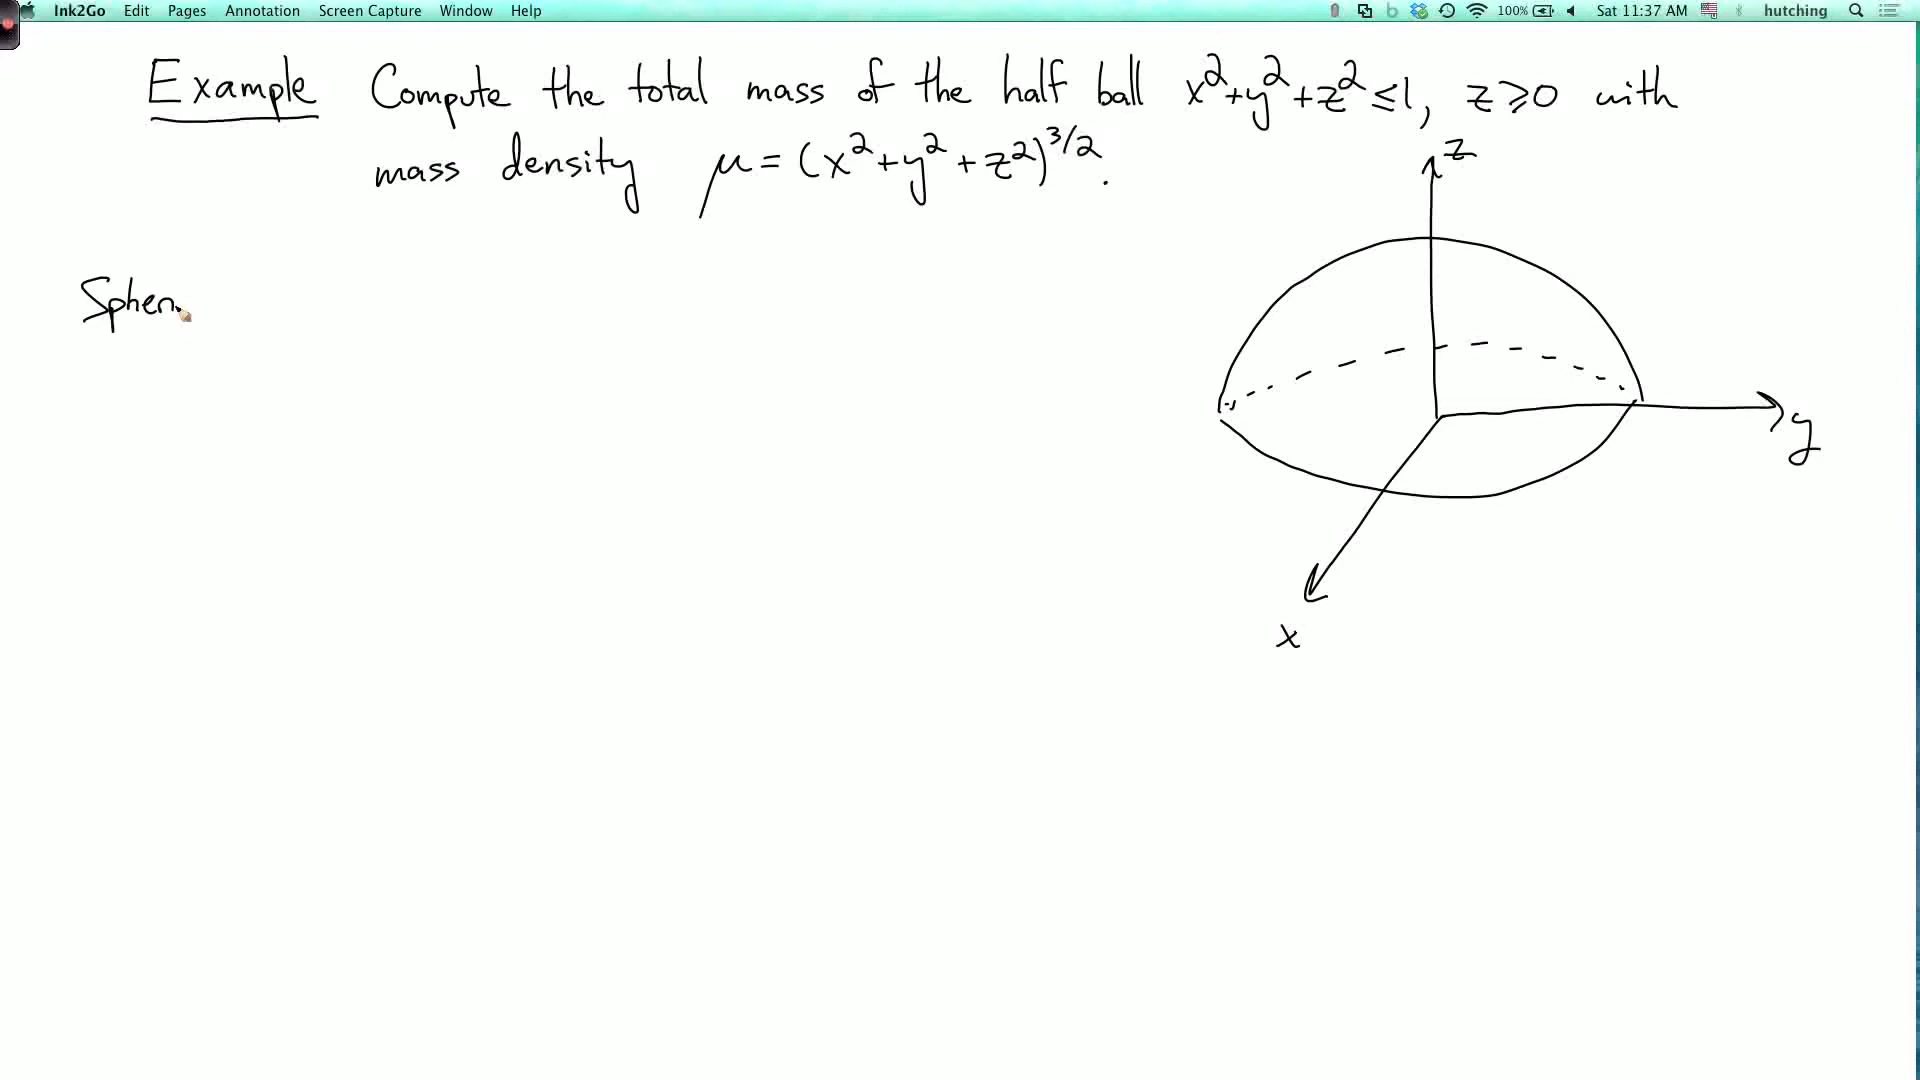 Ink2Go Edit Pages Annotation Screen Capture Window Help 100% Sat 11:37 AM hutching
Example Compute the total mass of the half ball x²+y²+z²≤1, z≥0 with
mass density μ=(x²+y²+z²)^{3/2}.
z
Spher
y
x